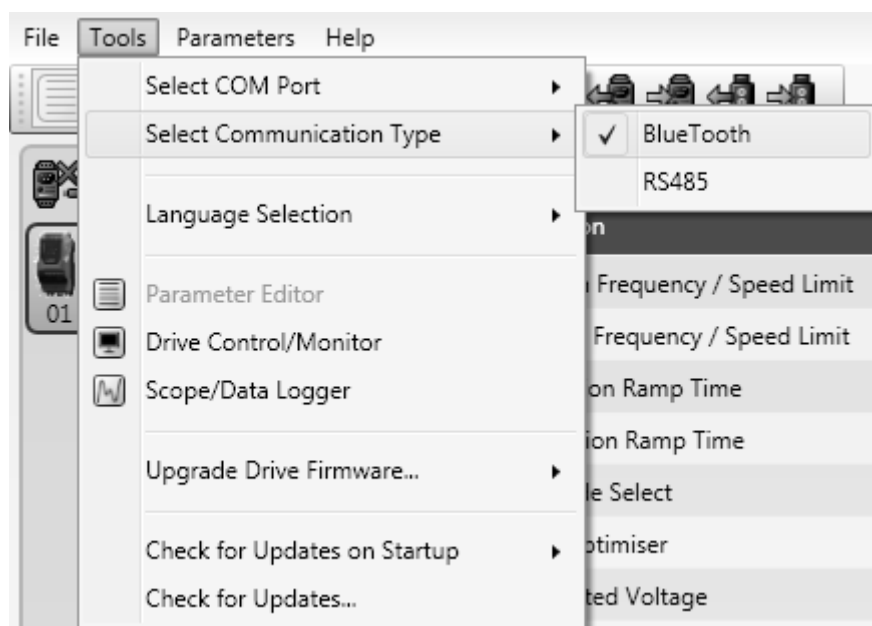 File Tools Parameters Help
Select COM Port
Select Communication Type
BlueTooth
RS485
Language Selection
Parameter Editor
Drive Control/Monitor
Scope/Data Logger
Upgrade Drive Firmware...
Check for Updates on Startup
Check for Updates...
01
on
Frequency / Speed Limit
Frequency / Speed Limit
on Ramp Time
ion Ramp Time
le Select
ptimiser
ted Voltage